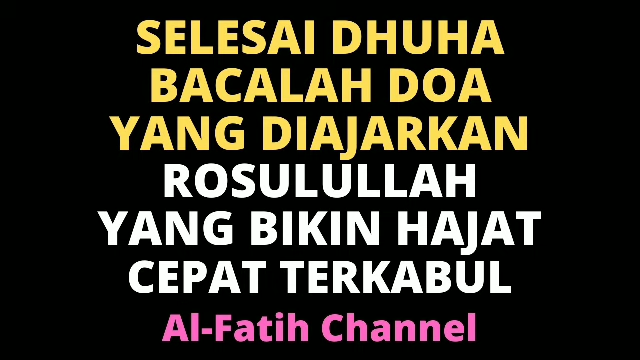 SELESAI DHUHA
BACALAH DOA
YANG DIAJARKAN
ROSULULLAH
YANG BIKIN HAJAT
CEPAT TERKABUL
Al-Fatih Channel